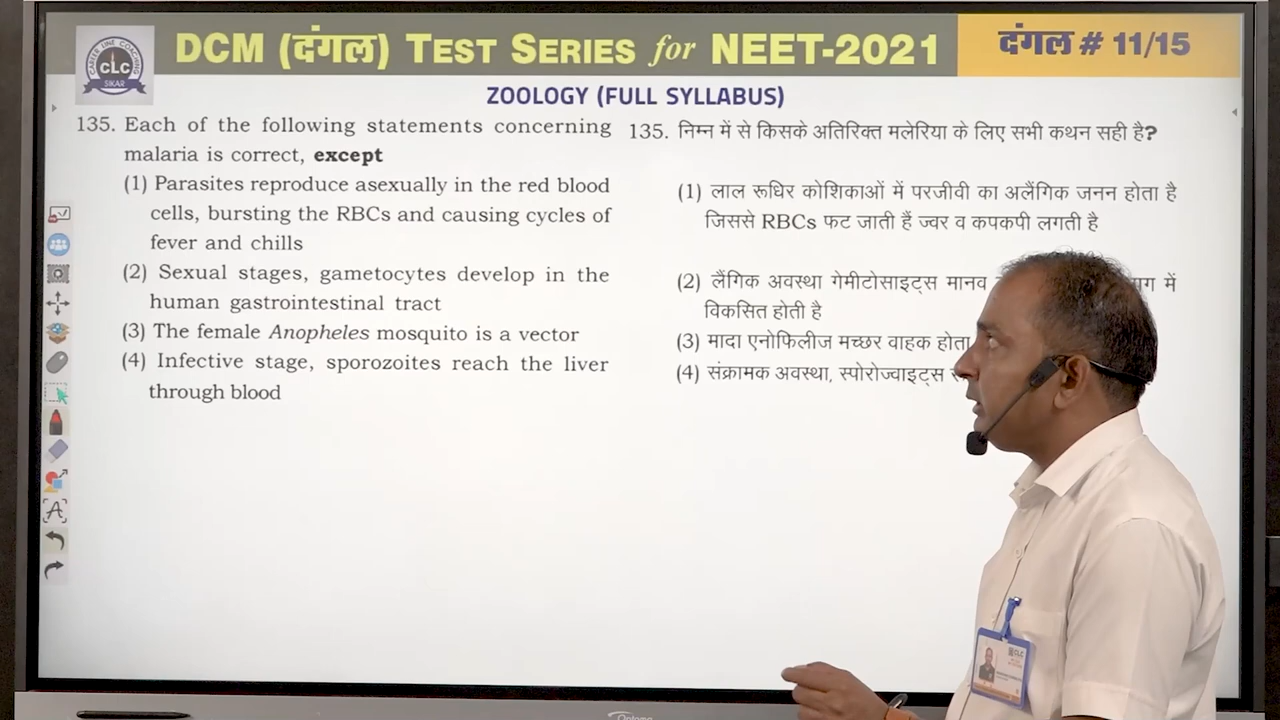 DCM (दंगल) TEST SERIES for NEET-2021
दंगल # 11/15
CAREER LINE COACHING
CLC
SIKAR
ZOOLOGY (FULL SYLLABUS)
135. Each of the following statements concerning
malaria is correct, except
(1) Parasites reproduce asexually in the red blood
cells, bursting the RBCs and causing cycles of
fever and chills
(2) Sexual stages, gametocytes develop in the
human gastrointestinal tract
(3) The female Anopheles mosquito is a vector
(4) Infective stage, sporozoites reach the liver
through blood
135. निम्न में से किसके अतिरिक्त मलेरिया के लिए सभी कथन सही है?
(1) लाल रूधिर कोशिकाओं में परजीवी का अलैंगिक जनन होता है
जिससे RBCs फट जाती हैं ज्वर व कपकपी लगती है
(2) लैंगिक अवस्था गेमीटोसाइट्स मानव में
विकसित होती है
(3) मादा एनोफिलीज मच्छर वाहक होता
(4) संक्रामक अवस्था, स्पोरोज्वाइट्स
CLC
Optoma